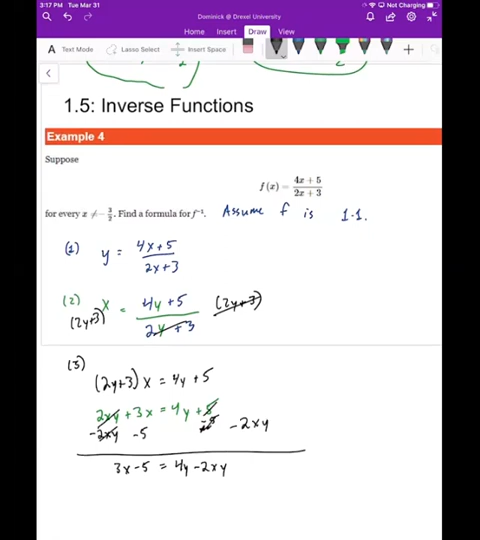 3:17 PM Tue Mar 31
Not Charging
Dominick @ Drexel University
Home Insert Draw View
Text Mode Lasso Select Insert Space
1.5: Inverse Functions
Example 4
Suppose
f(x) = (4x + 5)/(2x + 3)
for every x ≠ −3/2. Find a formula for f⁻¹. Assume f is 1-1.
(1) y = (4x+5)/(2x+3)
(2) (2y+3) x = (4y+5)/(2y+3) (2y+3)
(3)
(2y+3) x = 4y+5
2xy + 3x = 4y + 5
-2xy -5 -5 -2xy
3x-5 = 4y-2xy